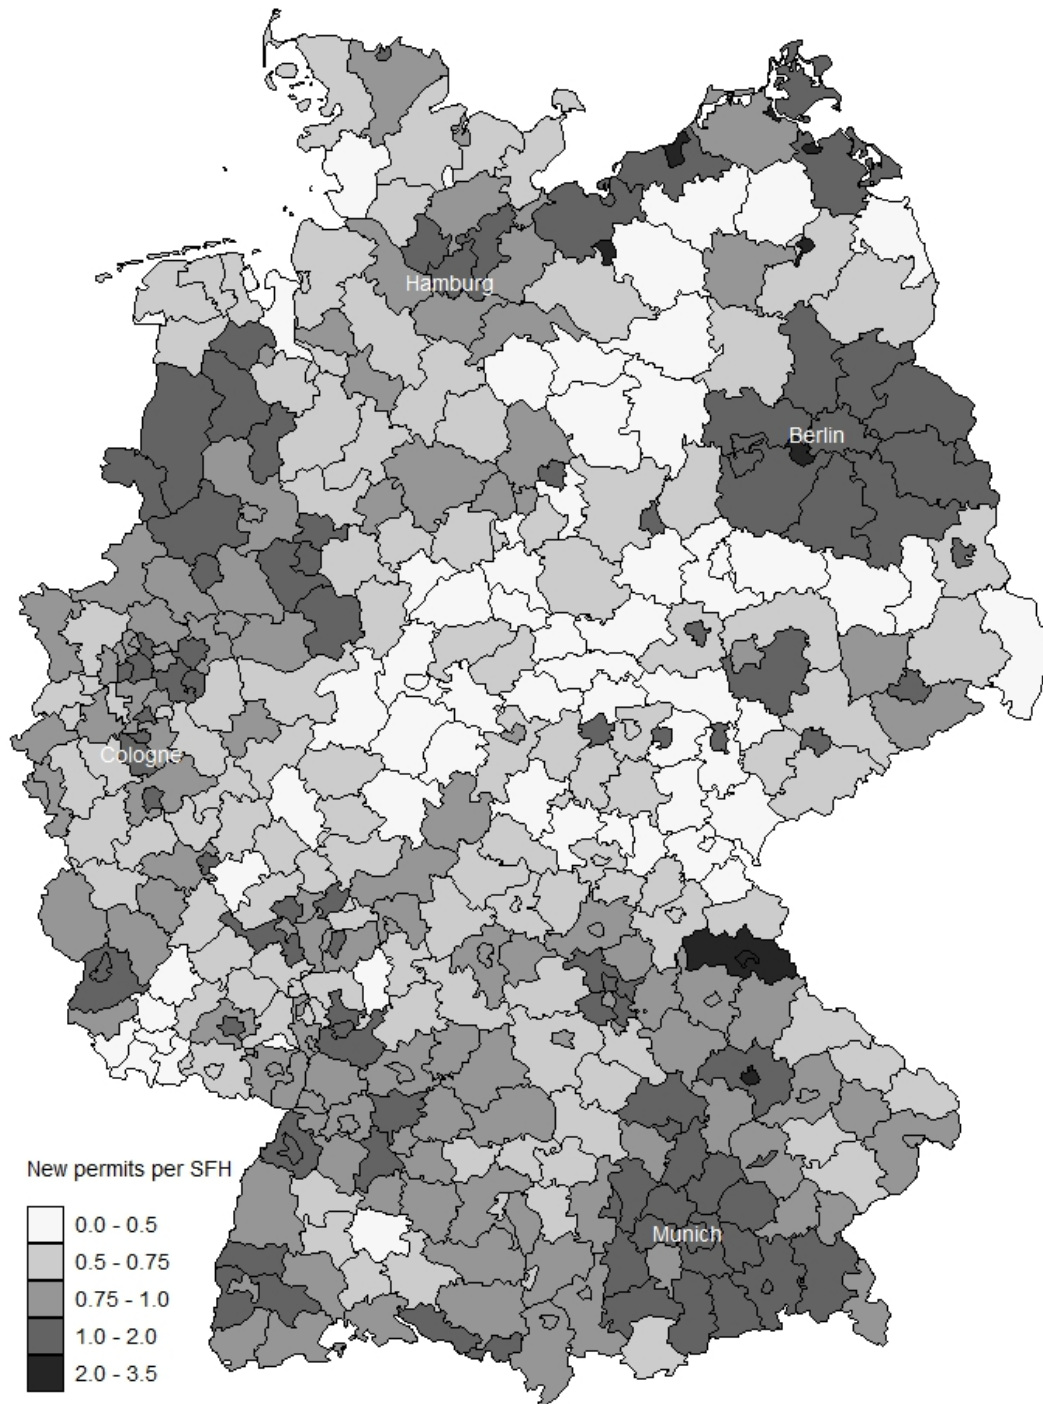 Hamburg
Berlin
Cologne
Munich
New permits per SFH
0.0 - 0.5
0.5 - 0.75
0.75 - 1.0
1.0 - 2.0
2.0 - 3.5